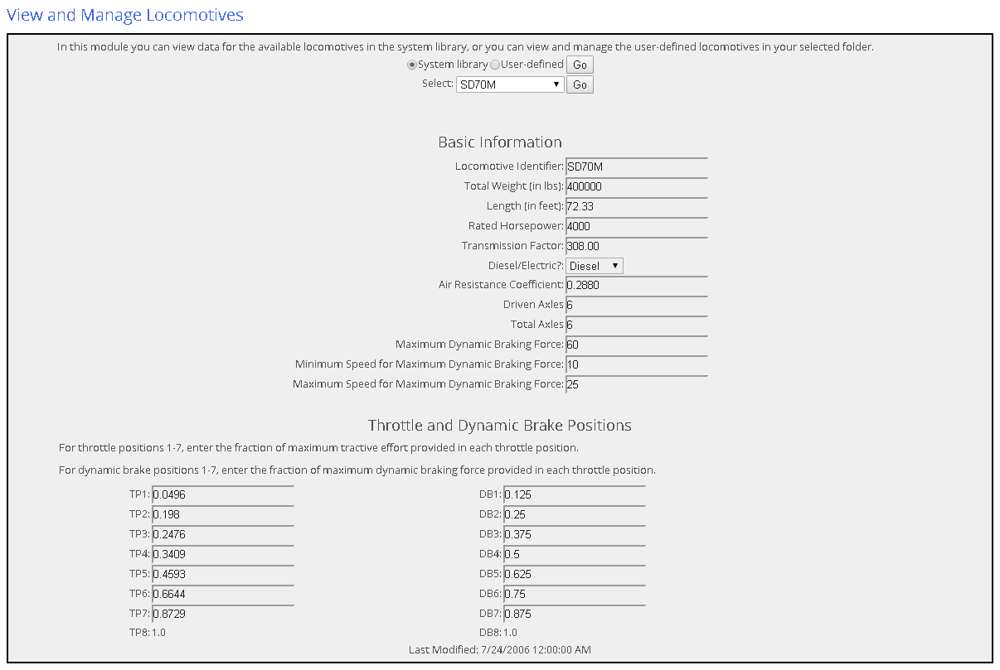 View and Manage Locomotives
In this module you can view data for the available locomotives in the system library, or you can view and manage the user-defined locomotives in your selected folder.
System library User-defined Go
Select: SD70M Go
Basic Information
Locomotive Identifier: SD70M
Total Weight (in lbs): 400000
Length (in feet): 72.33
Rated Horsepower: 4000
Transmission Factor: 308.00
Diesel/Electric?: Diesel
Air Resistance Coefficient: 0.2880
Driven Axles 6
Total Axles 6
Maximum Dynamic Braking Force: 60
Minimum Speed for Maximum Dynamic Braking Force: 10
Maximum Speed for Maximum Dynamic Braking Force: 25
Throttle and Dynamic Brake Positions
For throttle positions 1-7, enter the fraction of maximum tractive effort provided in each throttle position.
For dynamic brake positions 1-7, enter the fraction of maximum dynamic braking force provided in each throttle position.
TP1: 0.0496 DB1: 0.125
TP2: 0.198 DB2: 0.25
TP3: 0.2476 DB3: 0.375
TP4: 0.3409 DB4: 0.5
TP5: 0.4593 DB5: 0.625
TP6: 0.6644 DB6: 0.75
TP7: 0.8729 DB7: 0.875
TP8: 1.0 DB8: 1.0
Last Modified: 7/24/2006 12:00:00 AM